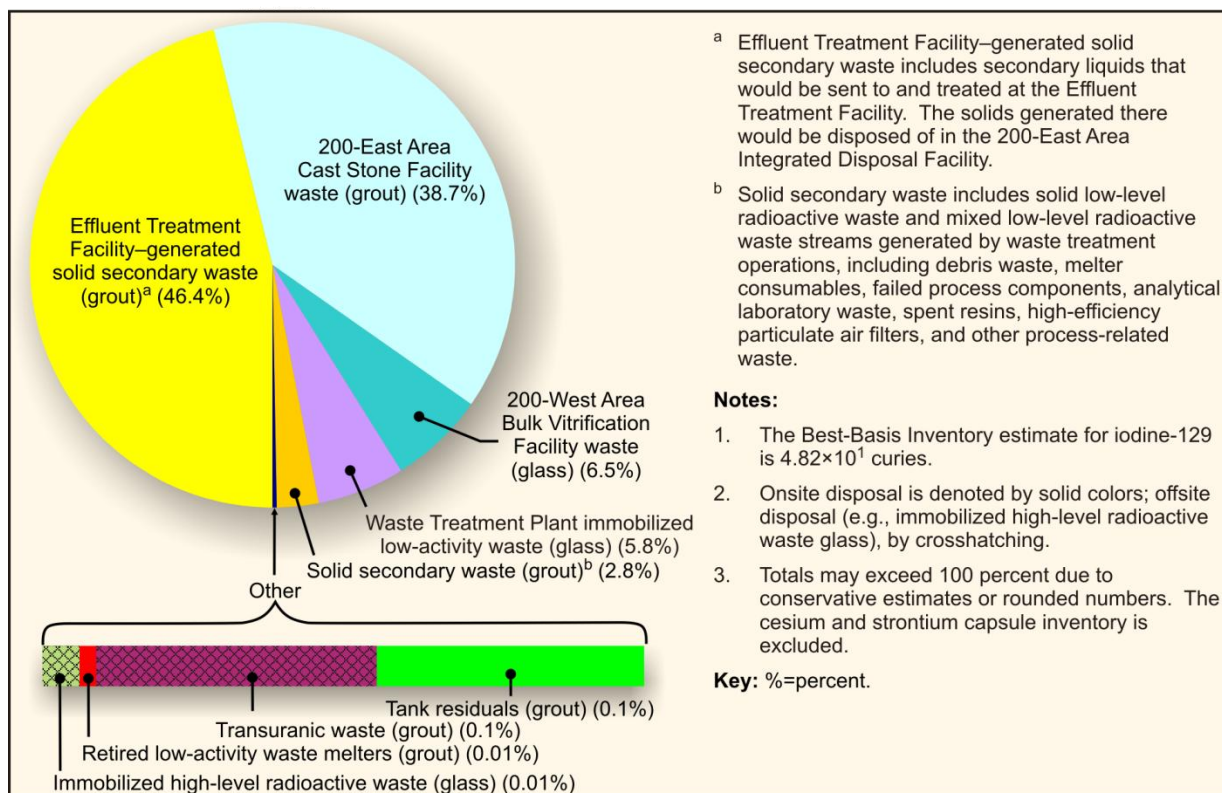 200-East Area
Cast Stone Facility
waste (grout) (38.7%)
Effluent Treatment
Facility–generated
solid secondary waste
(grout)ᵃ (46.4%)
200-West Area
Bulk Vitrification
Facility waste
(glass) (6.5%)
Waste Treatment Plant immobilized
low-activity waste (glass) (5.8%)
Solid secondary waste (grout)ᵇ (2.8%)
Other
Tank residuals (grout) (0.1%)
Transuranic waste (grout) (0.1%)
Retired low-activity waste melters (grout) (0.01%)
Immobilized high-level radioactive waste (glass) (0.01%)
ᵃ Effluent Treatment Facility–generated solid
secondary waste includes secondary liquids that
would be sent to and treated at the Effluent
Treatment Facility. The solids generated there
would be disposed of in the 200-East Area
Integrated Disposal Facility.
ᵇ Solid secondary waste includes solid low-level
radioactive waste and mixed low-level radioactive
waste streams generated by waste treatment
operations, including debris waste, melter
consumables, failed process components, analytical
laboratory waste, spent resins, high-efficiency
particulate air filters, and other process-related
waste.
Notes:
1. The Best-Basis Inventory estimate for iodine-129
is 4.82×10¹ curies.
2. Onsite disposal is denoted by solid colors; offsite
disposal (e.g., immobilized high-level radioactive
waste glass), by crosshatching.
3. Totals may exceed 100 percent due to
conservative estimates or rounded numbers. The
cesium and strontium capsule inventory is
excluded.
Key: %=percent.